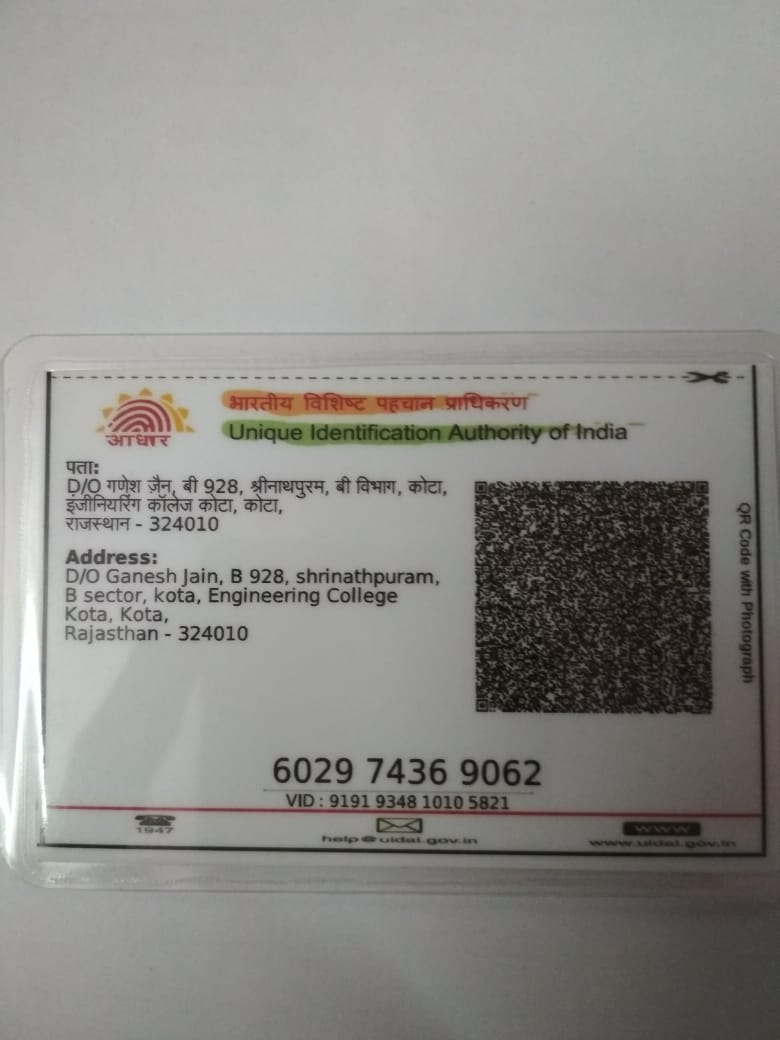 भारतीय विशिष्ट पहचान प्राधिकरण
Unique Identification Authority of India
आधार
पता:
D/O गणेश ज़ैन, बी 928, श्रीनाथपुरम, बी विभाग, कोटा,
इंजीनियरिंग कॉलेज कोटा, कोटा,
राजस्थान - 324010
Address:
D/O Ganesh Jain, B 928, shrinathpuram,
B sector, kota, Engineering College
Kota, Kota,
Rajasthan - 324010
QR Code with Photograph
6029 7436 9062
VID : 9191 9348 1010 5821
1947
help@uidai.gov.in
www
www.uidai.gov.in